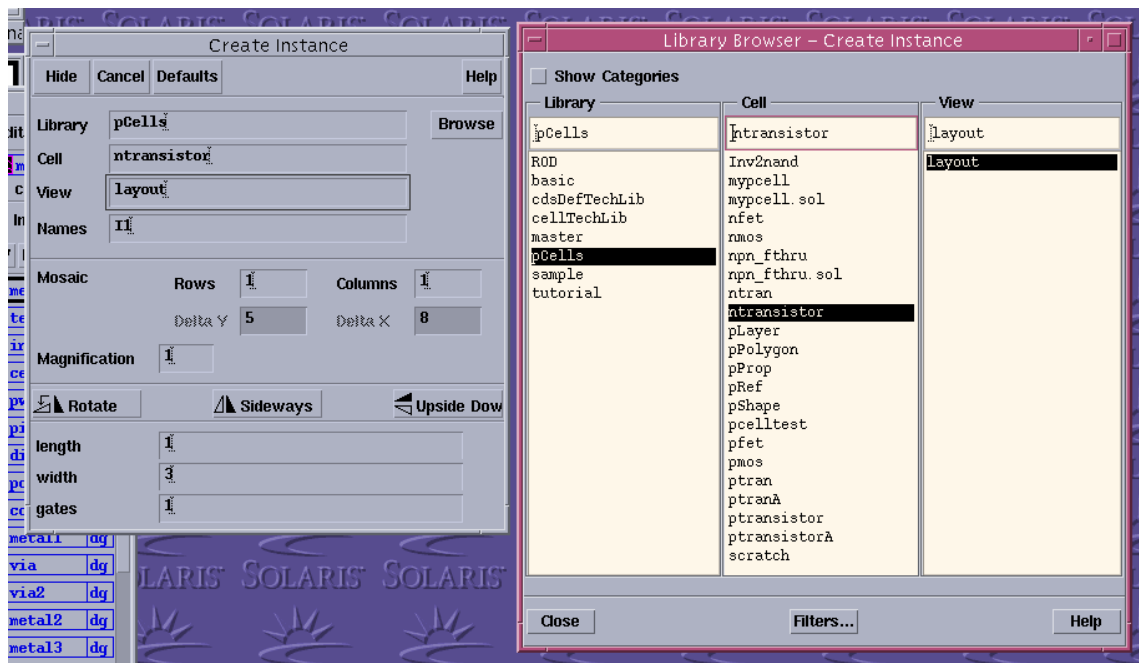 Create Instance
Hide Cancel Defaults Help
Library pCells Browse
Cell ntransistor
View layout
Names I1
Mosaic Rows 1 Columns 1
Delta Y 5 Delta X 8
Magnification 1
Rotate Sideways Upside Dow
length 1
width 3
gates 1
metal1 dg
via dg
via2 dg
metal2 dg
metal3 dg
SOLARIS SOLARIS
Library Browser - Create Instance
Show Categories
Library Cell View
pCells ntransistor layout
ROD
basic
cdsDefTechLib
cellTechLib
master
pCells
sample
tutorial
Inv2nand
mypcell
mypcell.sol
nfet
nmos
npn_fthru
npn_fthru.sol
ntran
ntransistor
pLayer
pPolygon
pProp
pRef
pShape
pcelltest
pfet
pmos
ptran
ptranA
ptransistor
ptransistorA
scratch
layout
Close Filters... Help